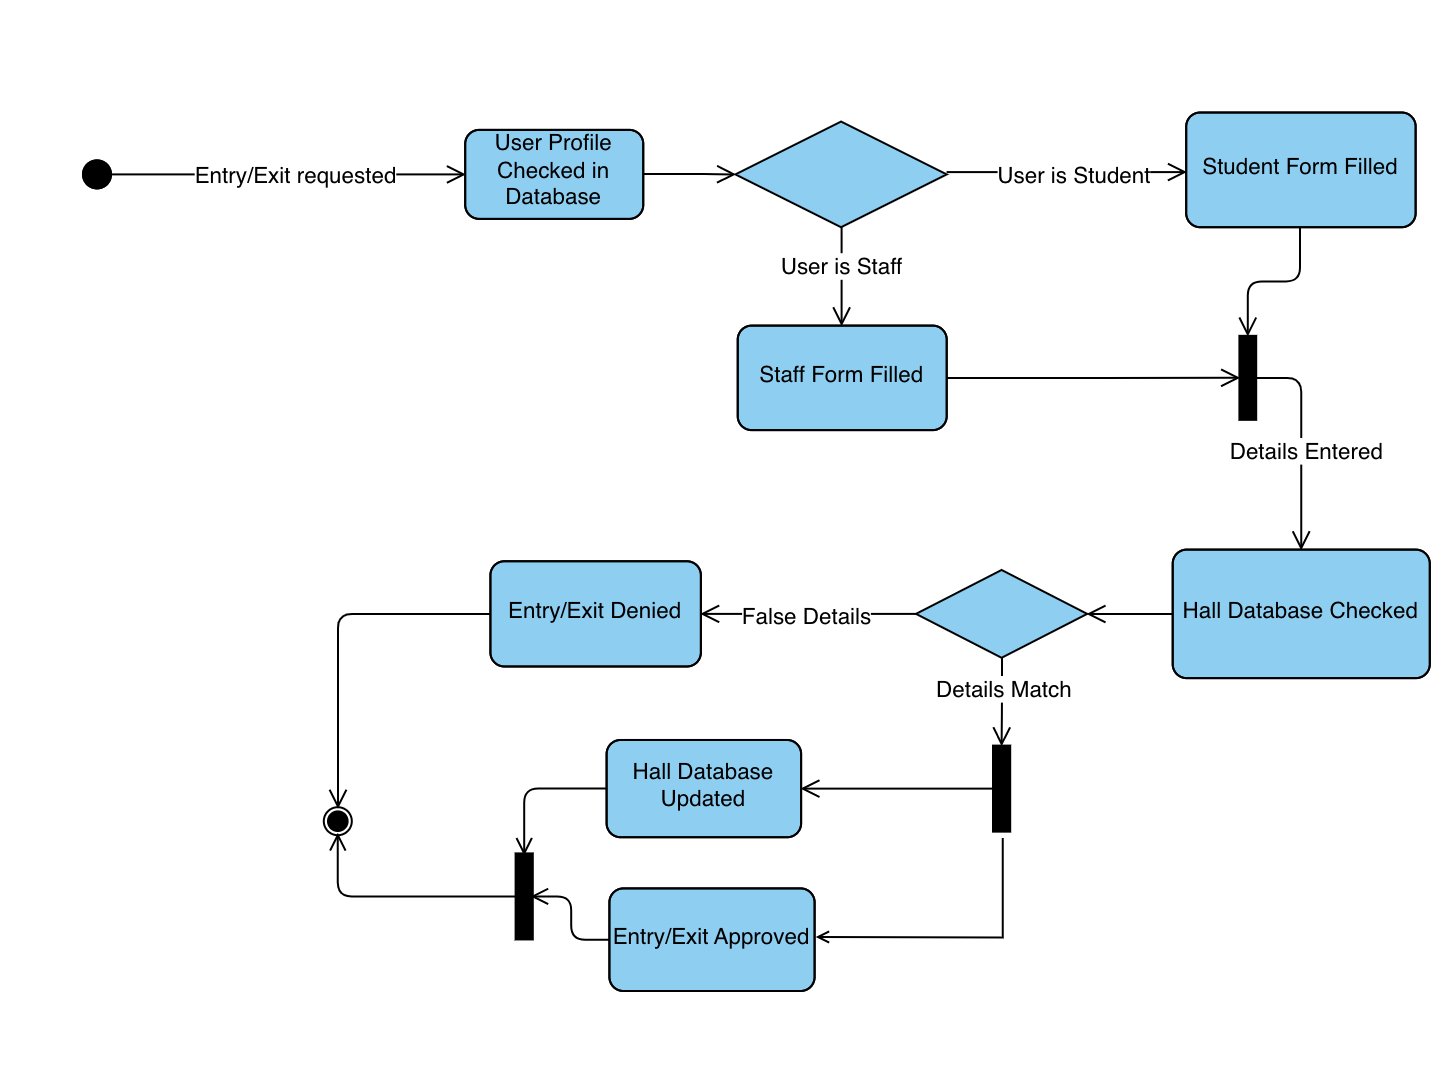 Entry/Exit requested
User Profile
Checked in
Database
User is Student
Student Form Filled
User is Staff
Staff Form Filled
Details Entered
Hall Database Checked
False Details
Entry/Exit Denied
Details Match
Hall Database
Updated
Entry/Exit Approved